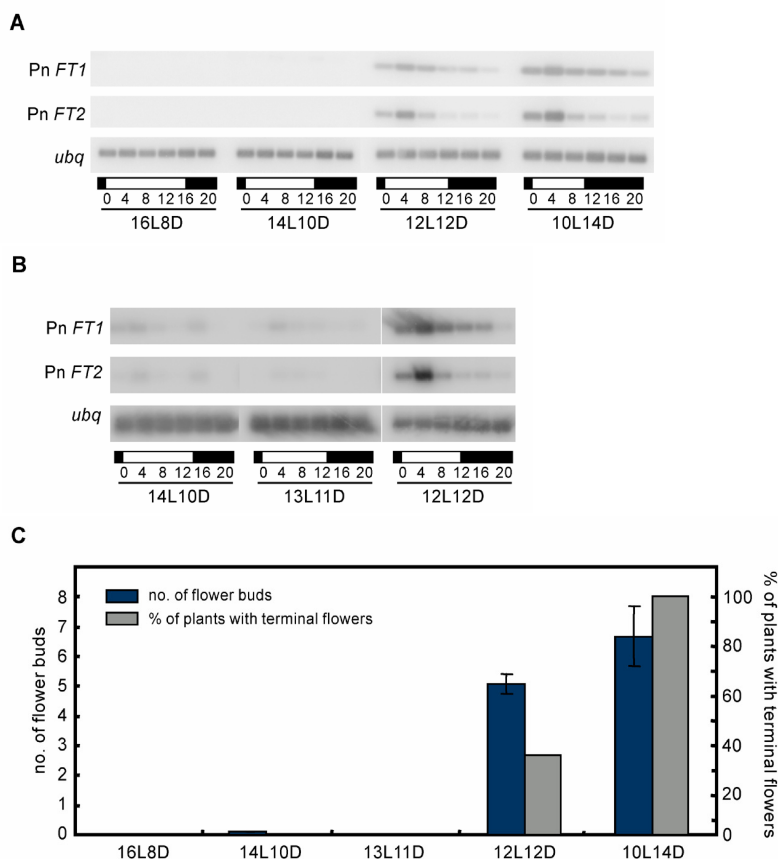 A
Pn FT1
Pn FT2
ubq
0 4 8 12 16 20 0 4 8 12 16 20 0 4 8 12 16 20 0 4 8 12 16 20
16L8D 14L10D 12L12D 10L14D
B
Pn FT1
Pn FT2
ubq
0 4 8 12 16 20 0 4 8 12 16 20 0 4 8 12 16 20
14L10D 13L11D 12L12D
C
no. of flower buds
% of plants with terminal flowers
8
7
6
5
4
3
2
1
0
no. of flower buds
100
80
60
40
20
0
% of plants with terminal flowers
16L8D 14L10D 13L11D 12L12D 10L14D